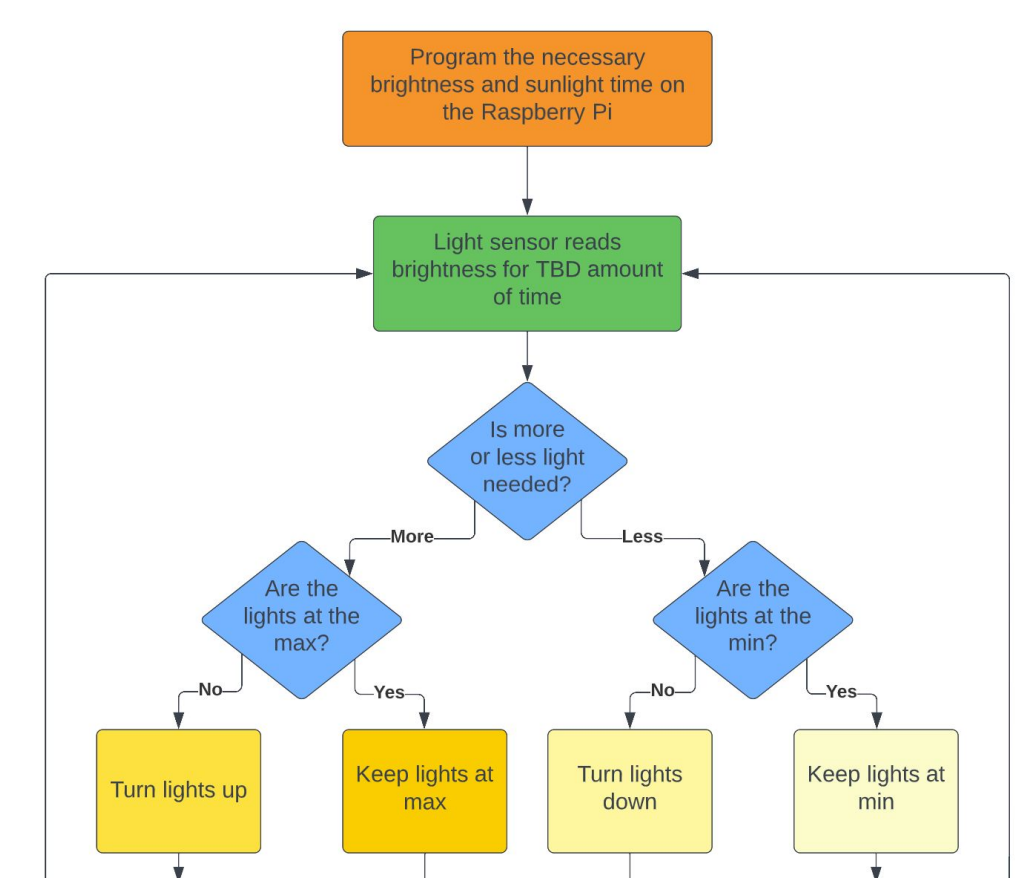 Program the necessary
brightness and sunlight time on
the Raspberry Pi
Light sensor reads
brightness for TBD amount
of time
Is more
or less light
needed?
More
Less
Are the
lights at the
max?
Are the
lights at the
min?
No
Yes
No
Yes
Turn lights up
Keep lights at
max
Turn lights
down
Keep lights at
min